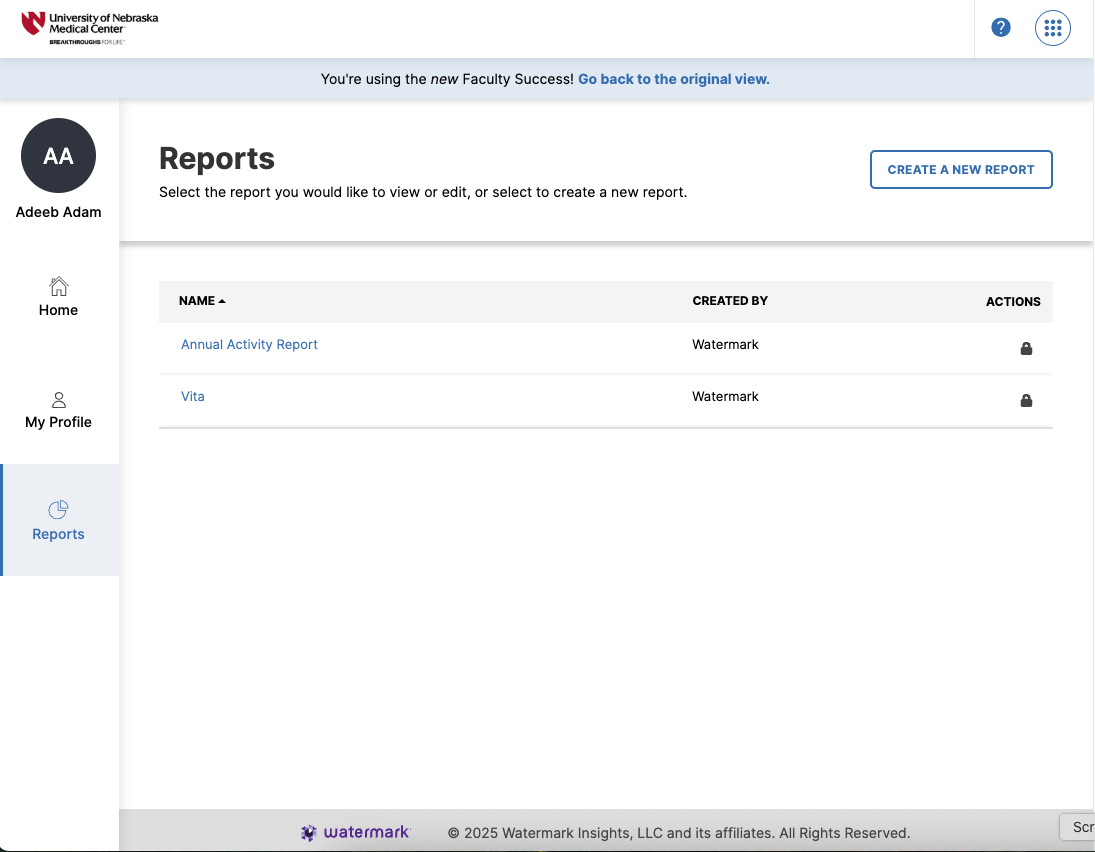 University of Nebraska
Medical Center
BREAKTHROUGHS FOR LIFE.
?
You're using the new Faculty Success! Go back to the original view.
AA
Adeeb Adam
Home
My Profile
Reports
Reports
Select the report you would like to view or edit, or select to create a new report.
CREATE A NEW REPORT
NAME CREATED BY ACTIONS
Annual Activity Report Watermark
Vita Watermark
watermark © 2025 Watermark Insights, LLC and its affiliates. All Rights Reserved.
Scr